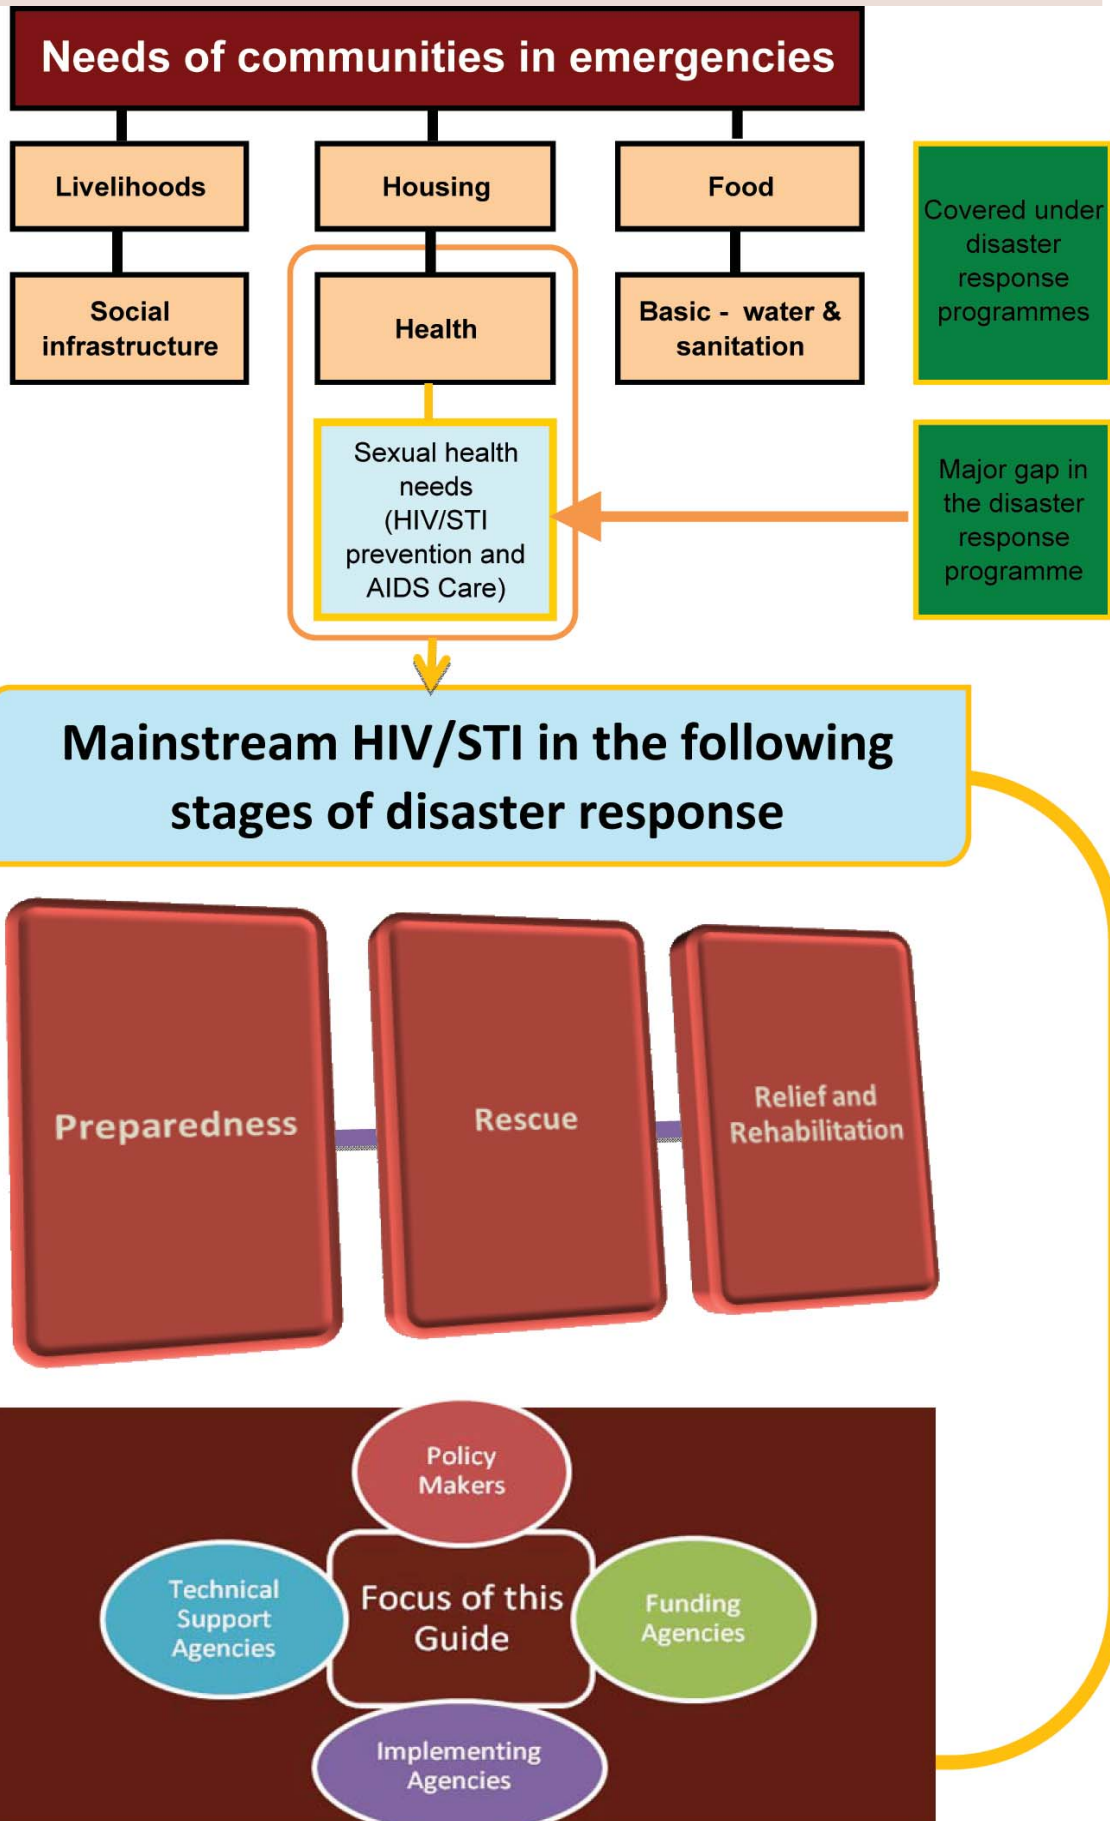 Needs of communities in emergencies
Livelihoods
Housing
Food
Covered under
disaster
response
programmes
Social
infrastructure
Health
Basic -  water &
sanitation
Sexual health
needs
(HIV/STI
prevention and
AIDS Care)
Major gap in
the disaster
response
programme
Mainstream HIV/STI in the following
stages of disaster response
Preparedness
Rescue
Relief and
Rehabilitation
Policy
Makers
Technical
Support
Agencies
Focus of this
Guide
Funding
Agencies
Implementing
Agencies